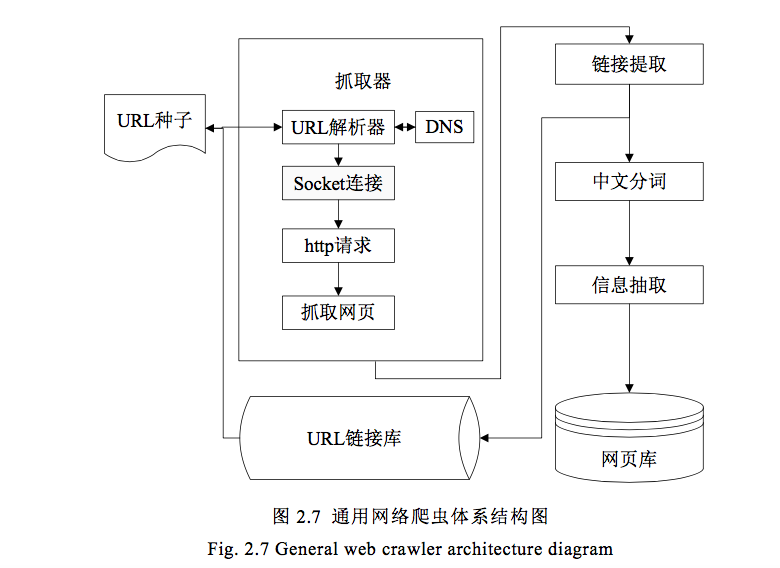 抓取器
链接提取
URL种子
URL解析器
DNS
Socket连接
中文分词
http请求
信息抽取
抓取网页
URL链接库
网页库
图 2.7 通用网络爬虫体系结构图
Fig. 2.7 General web crawler architecture diagram